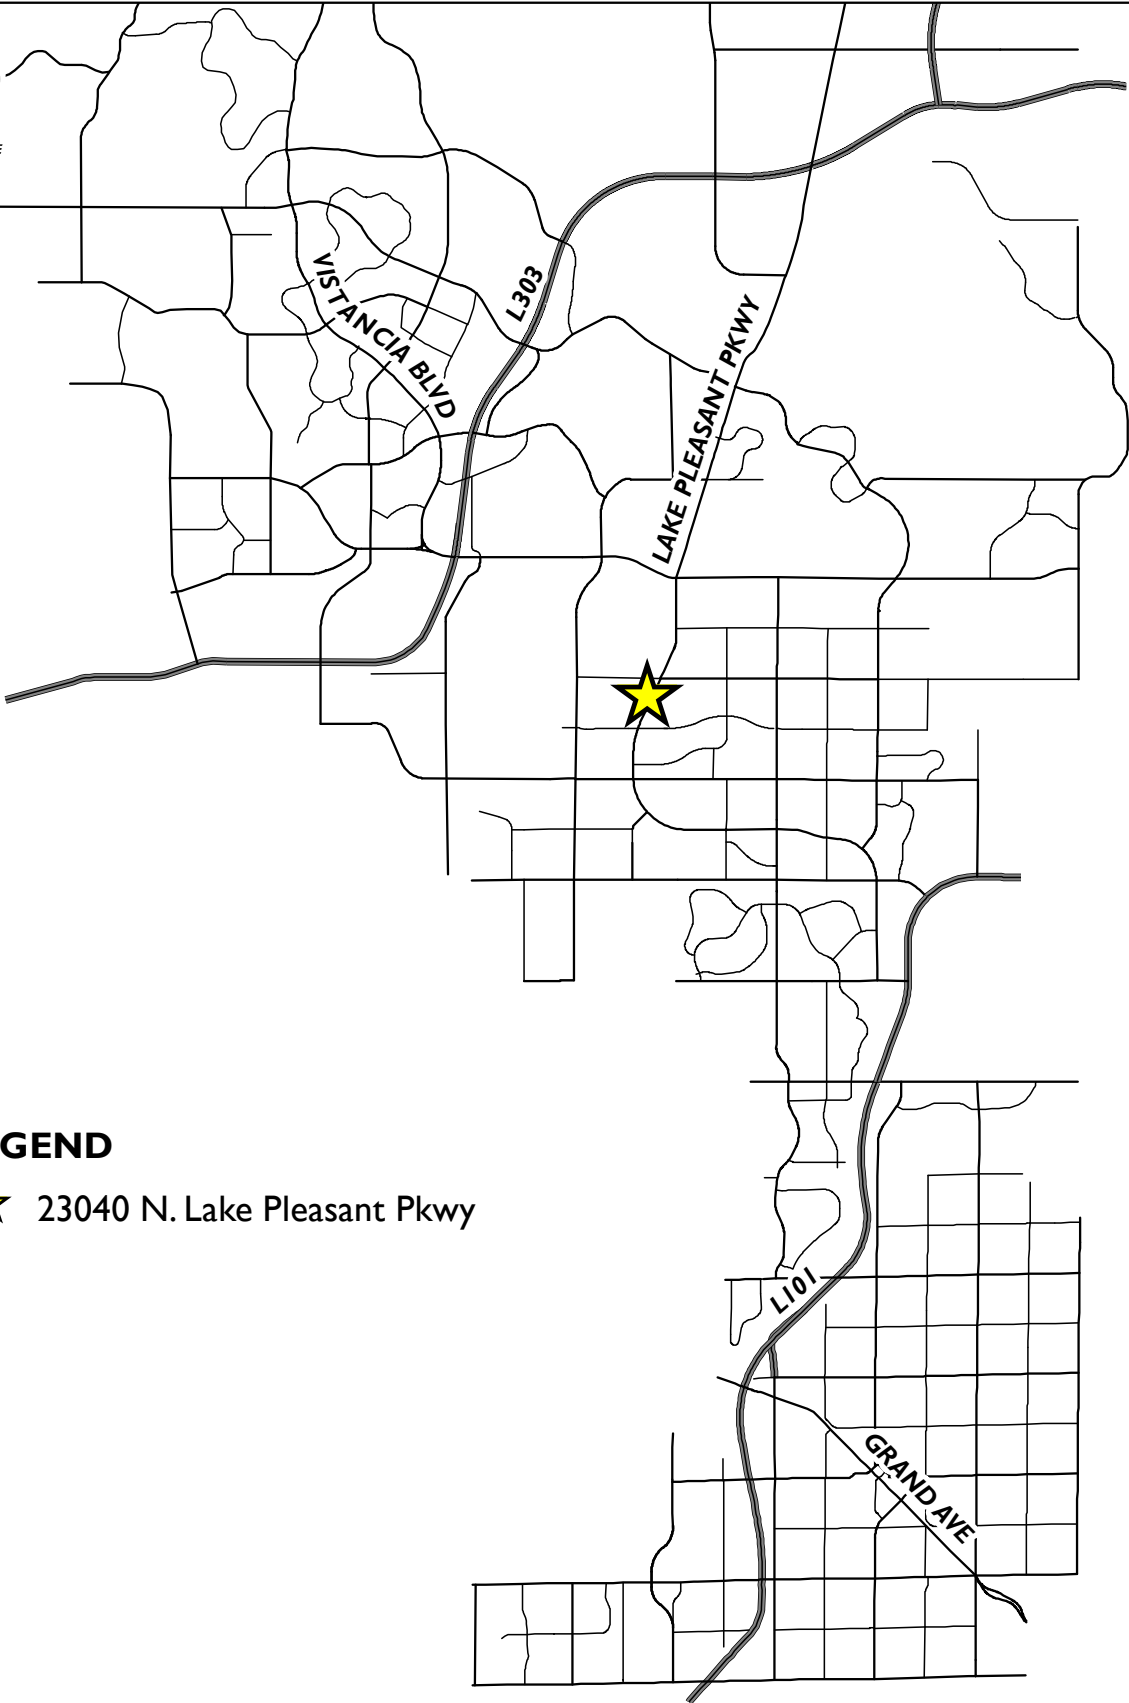 L303
VISTANCIA BLVD
LAKE PLEASANT PKWY
GEND
23040 N. Lake Pleasant Pkwy
L101
GRAND AVE